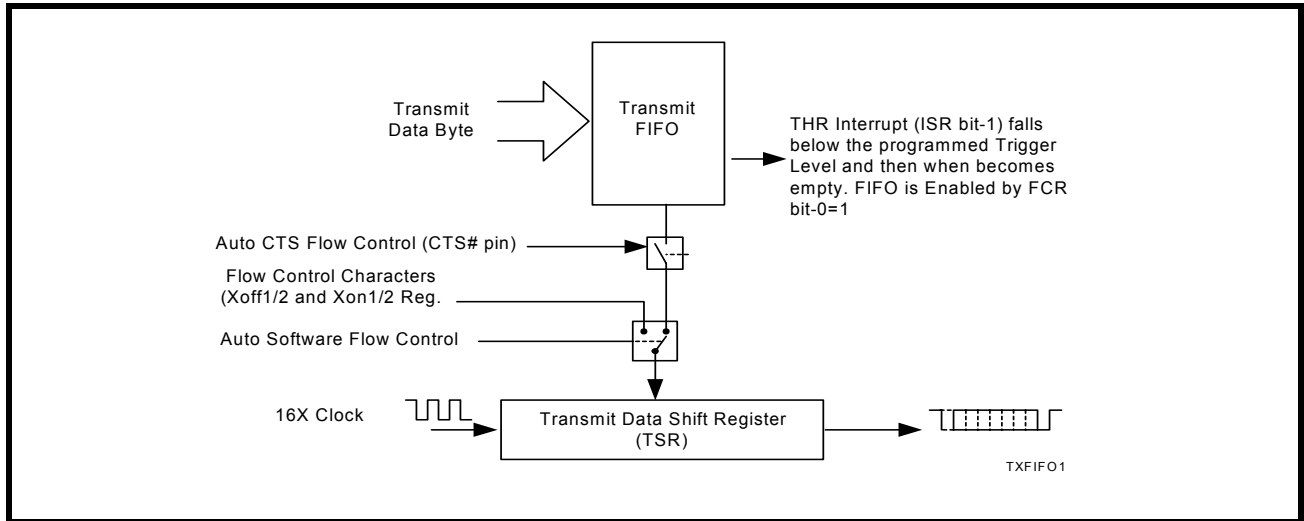 Transmit
Data Byte
Transmit
FIFO
THR Interrupt (ISR bit-1) falls
below the programmed Trigger
Level and then when becomes
empty. FIFO is Enabled by FCR
bit-0=1
Auto CTS Flow Control (CTS# pin)
Flow Control Characters
(Xoff1/2 and Xon1/2 Reg.
Auto Software Flow Control
16X Clock
Transmit Data Shift Register
(TSR)
TXFIFO1